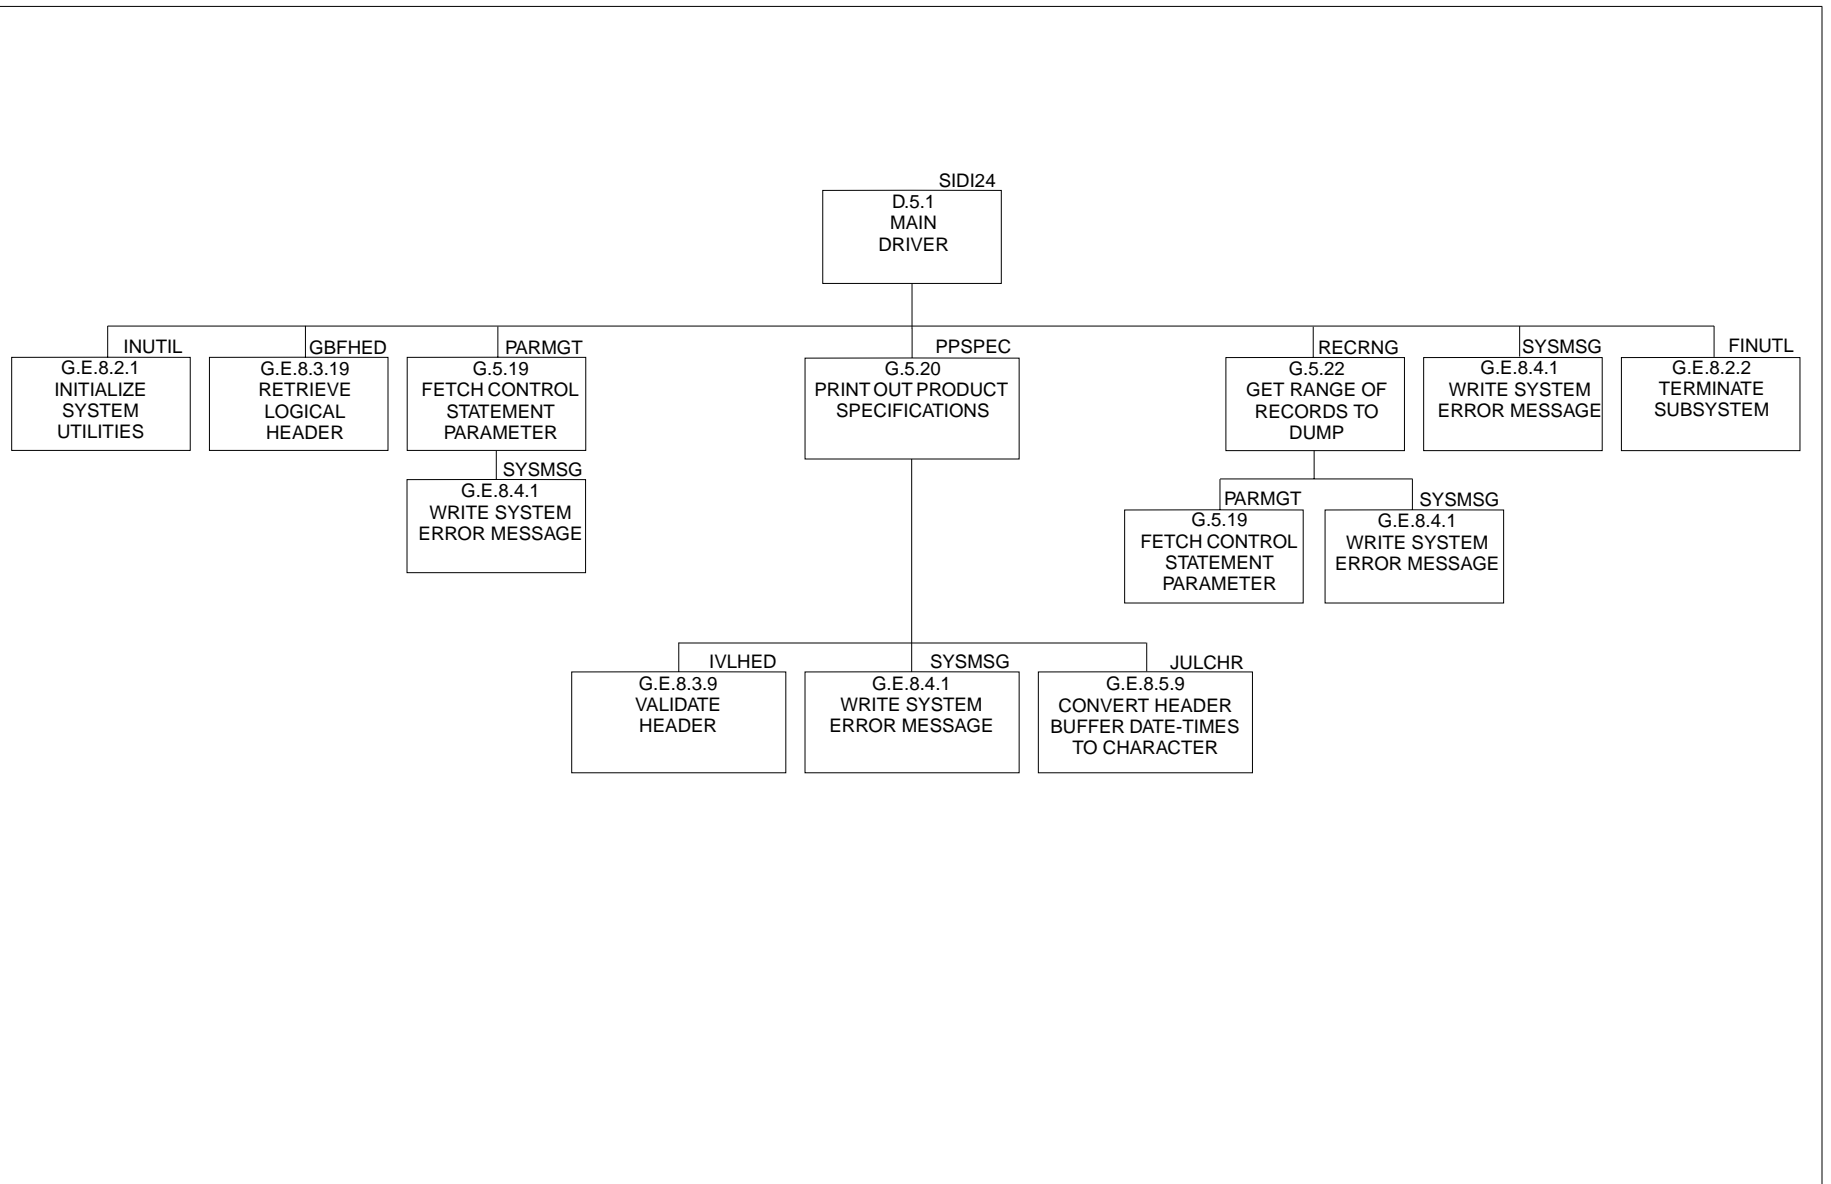 SIDI24
D.5.1
MAIN
DRIVER
INUTIL
G.E.8.2.1
INITIALIZE
SYSTEM
UTILITIES
GBFHED
G.E.8.3.19
RETRIEVE
LOGICAL
HEADER
PARMGT
G.5.19
FETCH CONTROL
STATEMENT
PARAMETER
SYSMSG
G.E.8.4.1
WRITE SYSTEM
ERROR MESSAGE
PPSPEC
G.5.20
PRINT OUT PRODUCT
SPECIFICATIONS
RECRNG
G.5.22
GET RANGE OF
RECORDS TO
DUMP
SYSMSG
G.E.8.4.1
WRITE SYSTEM
ERROR MESSAGE
FINUTL
G.E.8.2.2
TERMINATE
SUBSYSTEM
PARMGT
G.5.19
FETCH CONTROL
STATEMENT
PARAMETER
SYSMSG
G.E.8.4.1
WRITE SYSTEM
ERROR MESSAGE
IVLHED
G.E.8.3.9
VALIDATE
HEADER
SYSMSG
G.E.8.4.1
WRITE SYSTEM
ERROR MESSAGE
JULCHR
G.E.8.5.9
CONVERT HEADER
BUFFER DATE-TIMES
TO CHARACTER